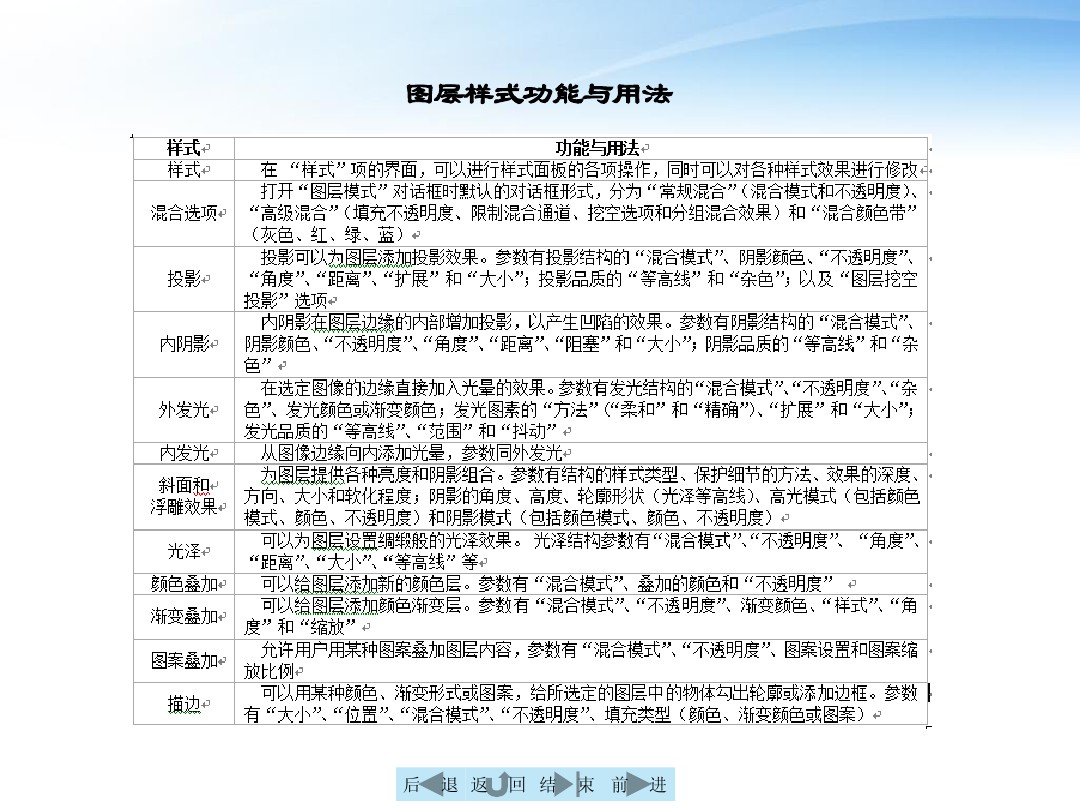 图层样式功能与用法
样式 功能与用法
样式 在 “样式”项的界面，可以进行样式面板的各项操作，同时可以对各种样式效果进行修改
打开“图层模式”对话框时默认的对话框形式，分为“常规混合”（混合模式和不透明度）、
混合选项 “高级混合”（填充不透明度、限制混合通道、挖空选项和分组混合效果）和“混合颜色带”
（灰色、红、绿、蓝）
投影可以为图层添加投影效果。参数有投影结构的“混合模式”、阴影颜色、“不透明度”、
投影 “角度”、“距离”、“扩展”和“大小”；投影品质的“等高线”和“杂色”；以及“图层挖空
投影”选项
内阴影在图层边缘的内部增加投影，以产生凹陷的效果。参数有阴影结构的“混合模式”、
内阴影 阴影颜色、“不透明度”、“角度”、“距离”、“阻塞”和“大小”；阴影品质的“等高线”和“杂
色”
在选定图像的边缘直接加入光晕的效果。参数有发光结构的“混合模式”、“不透明度”、“杂
外发光 色”、发光颜色或渐变颜色；发光图素的“方法”（“柔和”和“精确”）、“扩展”和“大小”；
发光品质的“等高线”、“范围”和“抖动”
内发光 从图像边缘向内添加光晕，参数同外发光
为图层提供各种亮度和阴影组合。参数有结构的样式类型、保护细节的方法、效果的深度、
斜面和 方向、大小和软化程度；阴影的角度、高度、轮廓形状（光泽等高线）、高光模式（包括颜色
浮雕效果 模式、颜色、不透明度）和阴影模式（包括颜色模式、颜色、不透明度）
可以为图层设置绸缎般的光泽效果。 光泽结构参数有“混合模式”、“不透明度”、 “角度”、
光泽 “距离”、“大小”、“等高线”等
颜色叠加 可以给图层添加新的颜色层。参数有“混合模式”、叠加的颜色和“不透明度”
可以给图层添加颜色渐变层。参数有“混合模式”、“不透明度”、渐变颜色、“样式”、“角
渐变叠加 度”和“缩放”
允许用户用某种图案叠加图层内容，参数有“混合模式”、“不透明度”、图案设置和图案缩
图案叠加 放比例
可以用某种颜色、渐变形式或图案，给所选定的图层中的物体勾出轮廓或添加边框。参数
描边 有“大小”、“位置”、“混合模式”、“不透明度”、填充类型（颜色、渐变颜色或图案）
后退 返回 结束 前进